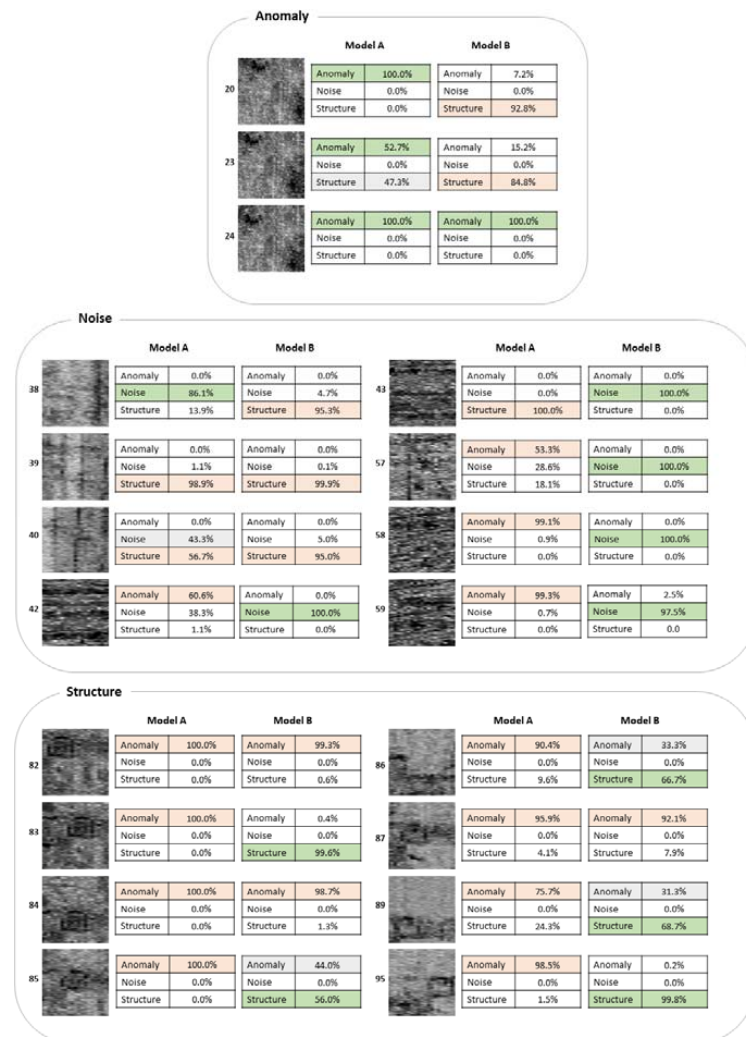 Anomaly
Model A Model B
20
Anomaly 100.0% Anomaly 7.2%
Noise 0.0% Noise 0.0%
Structure 0.0% Structure 92.8%
23
Anomaly 52.7% Anomaly 15.2%
Noise 0.0% Noise 0.0%
Structure 47.3% Structure 84.8%
24
Anomaly 100.0% Anomaly 100.0%
Noise 0.0% Noise 0.0%
Structure 0.0% Structure 0.0%
Noise
Model A Model B
38
Anomaly 0.0% Anomaly 0.0%
Noise 86.1% Noise 4.7%
Structure 13.9% Structure 95.3%
39
Anomaly 0.0% Anomaly 0.0%
Noise 1.1% Noise 0.1%
Structure 98.9% Structure 99.9%
40
Anomaly 0.0% Anomaly 0.0%
Noise 43.3% Noise 5.0%
Structure 56.7% Structure 95.0%
42
Anomaly 60.6% Anomaly 0.0%
Noise 38.3% Noise 100.0%
Structure 1.1% Structure 0.0%
Model A Model B
43
Anomaly 0.0% Anomaly 0.0%
Noise 0.0% Noise 100.0%
Structure 100.0% Structure 0.0%
57
Anomaly 53.3% Anomaly 0.0%
Noise 28.6% Noise 100.0%
Structure 18.1% Structure 0.0%
58
Anomaly 99.1% Anomaly 0.0%
Noise 0.9% Noise 100.0%
Structure 0.0% Structure 0.0%
59
Anomaly 99.3% Anomaly 2.5%
Noise 0.7% Noise 97.5%
Structure 0.0% Structure 0.0
Structure
Model A Model B
82
Anomaly 100.0% Anomaly 99.3%
Noise 0.0% Noise 0.0%
Structure 0.0% Structure 0.6%
83
Anomaly 100.0% Anomaly 0.4%
Noise 0.0% Noise 0.0%
Structure 0.0% Structure 99.6%
84
Anomaly 100.0% Anomaly 98.7%
Noise 0.0% Noise 0.0%
Structure 0.0% Structure 1.3%
85
Anomaly 100.0% Anomaly 44.0%
Noise 0.0% Noise 0.0%
Structure 0.0% Structure 56.0%
Model A Model B
86
Anomaly 90.4% Anomaly 33.3%
Noise 0.0% Noise 0.0%
Structure 9.6% Structure 66.7%
87
Anomaly 95.9% Anomaly 92.1%
Noise 0.0% Noise 0.0%
Structure 4.1% Structure 7.9%
89
Anomaly 75.7% Anomaly 31.3%
Noise 0.0% Noise 0.0%
Structure 24.3% Structure 68.7%
95
Anomaly 98.5% Anomaly 0.2%
Noise 0.0% Noise 0.0%
Structure 1.5% Structure 99.8%